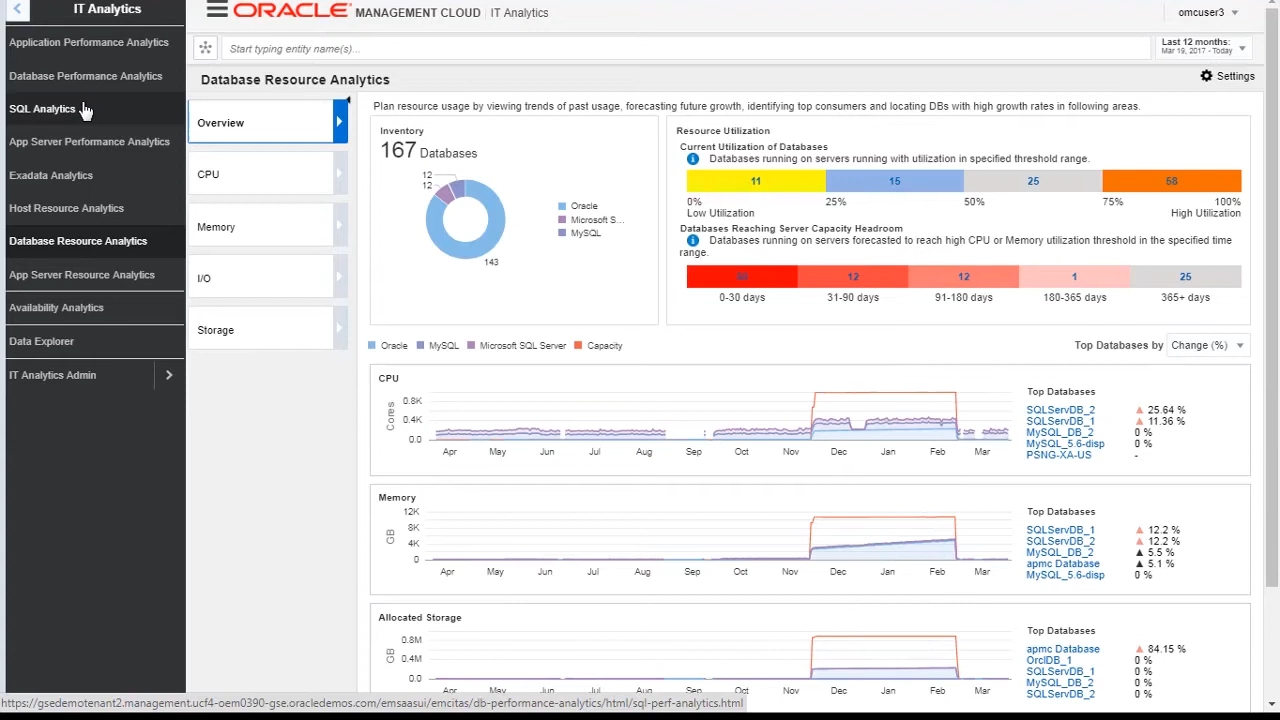 IT Analytics
Application Performance Analytics
Database Performance Analytics
SQL Analytics
App Server Performance Analytics
Exadata Analytics
Host Resource Analytics
Database Resource Analytics
App Server Resource Analytics
Availability Analytics
Data Explorer
IT Analytics Admin
ORACLE MANAGEMENT CLOUD | IT Analytics
omcuser3
Start typing entity name(s)...
Last 12 months:
Mar 19, 2017 - Today
Database Resource Analytics
Settings
Overview
CPU
Memory
I/O
Storage
Plan resource usage by viewing trends of past usage, forecasting future growth, identifying top consumers and locating DBs with high growth rates in following areas.
Inventory
167 Databases
12
12
143
Oracle
Microsoft S...
MySQL
Resource Utilization
Current Utilization of Databases
Databases running on servers running with utilization in specified threshold range.
11 15 25 58
0% 25% 50% 75% 100%
Low Utilization High Utilization
Databases Reaching Server Capacity Headroom
Databases running on servers forecasted to reach high CPU or Memory utilization threshold in the specified time
range.
12 12 1 25
0-30 days 31-90 days 91-180 days 180-365 days 365+ days
Oracle MySQL Microsoft SQL Server Capacity
Top Databases by Change (%)
CPU
Cores
0.8K
0.4K
0.0
Apr May Jun Jul Aug Sep Oct Nov Dec Jan Feb Mar
Top Databases
SQLServDB_2 25.64 %
SQLServDB_1 11.36 %
MySQL_DB_2 0 %
MySQL_5.6-disp 0 %
PSNG-XA-US -
Memory
GB
12K
8K
4K
0
Apr May Jun Jul Aug Sep Oct Nov Dec Jan Feb Mar
Top Databases
SQLServDB_1 12.2 %
SQLServDB_2 12.2 %
MySQL_DB_2 5.5 %
apmc Database 5.1 %
MySQL_5.6-disp 0 %
Allocated Storage
GB
0.8M
0.4M
0.0
Apr May Jun Jul Aug Sep Oct Nov Dec Jan Feb Mar
Top Databases
apmc Database 84.15 %
OrclDB_1 0 %
SQLServDB_1 0 %
MySQL_DB_2 0 %
SQLServDB_2 0 %
https://gsedemotenant2.management.ucf4-oem0390-gse.oracledemos.com/emsaasui/emcitas/db-performance-analytics/html/sql-perf-analytics.html